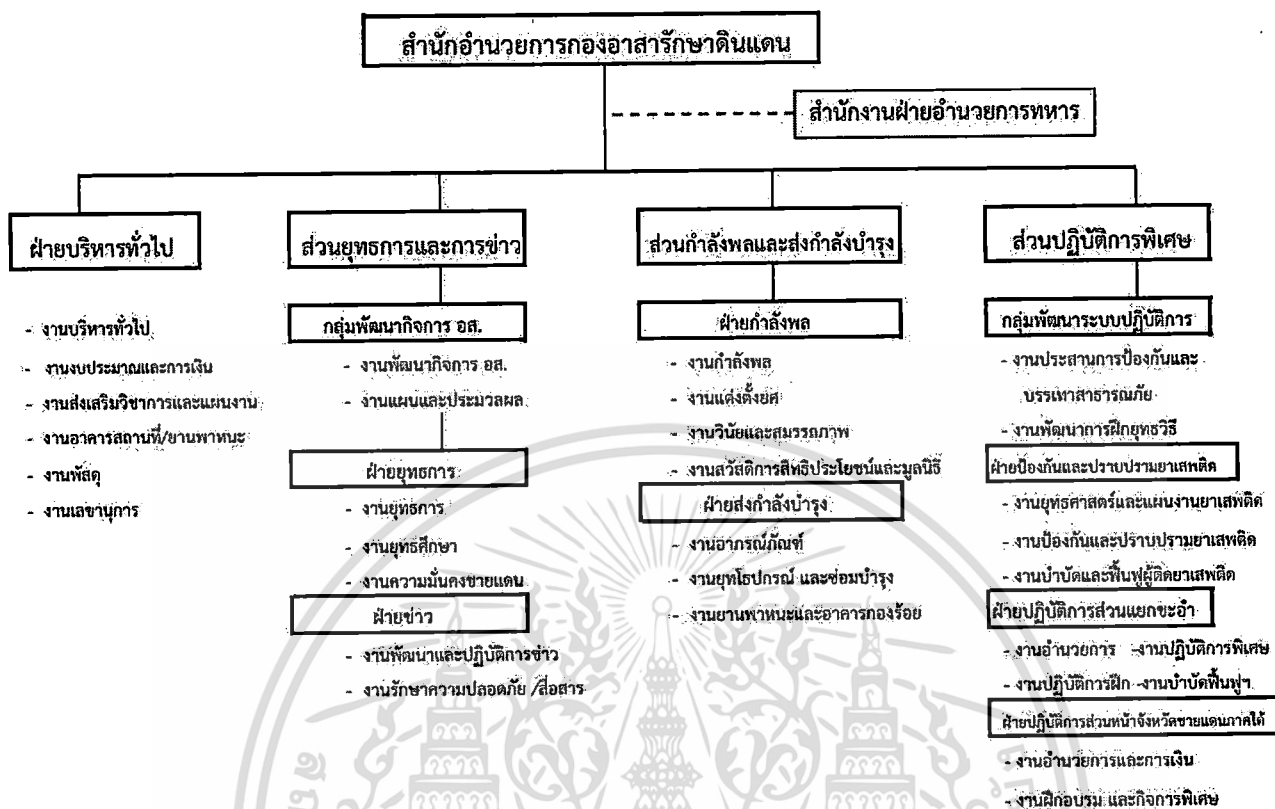 สำนักอำนวยการกองอาสารักษาดินแดน
สำนักงานฝ่ายอำนวยการทหาร
ฝ่ายบริหารทั่วไป
- งานบริหารทั่วไป
- งานงบประมาณและการเงิน
- งานส่งเสริมวิชาการและแผนงาน
- งานอาคารสถานที่/ยานพาหนะ
- งานพัสดุ
- งานเลขานุการ
ส่วนยุทธการและการข่าว
กลุ่มพัฒนากิจการ อส.
- งานพัฒนากิจการ อส.
- งานแผนและประมวลผล
ฝ่ายยุทธการ
- งานยุทธการ
- งานยุทธศึกษา
- งานความมั่นคงชายแดน
ฝ่ายข่าว
- งานพัฒนาและปฏิบัติการข่าว
- งานรักษาความปลอดภัย /สื่อสาร
ส่วนกำลังพลและส่งกำลังบำรุง
ฝ่ายกำลังพล
- งานกำลังพล
- งานแต่งตั้งยศ
- งานวินัยและสมรรถภาพ
- งานสวัสดิการสิทธิประโยชน์และมูลนิธิ
ฝ่ายส่งกำลังบำรุง
- งานอาภรณ์ภัณฑ์
- งานยุทโธปกรณ์ และซ่อมบำรุง
- งานยานพาหนะและอาคารกองร้อย
ส่วนปฏิบัติการพิเศษ
กลุ่มพัฒนาระบบปฏิบัติการ
- งานประสานการป้องกันและ
บรรเทาสาธารณภัย
- งานพัฒนาการฝึกยุทธวิธี
ฝ่ายป้องกันและปราบปรามยาเสพติด
- งานยุทธศาสตร์และแผนงานยาเสพติด
- งานป้องกันและปราบปรามยาเสพติด
- งานบำบัดและฟื้นฟูผู้ติดยาเสพติด
ฝ่ายปฏิบัติการส่วนแยกชะอำ
- งานอำนวยการ -งานปฏิบัติการพิเศษ
- งานปฏิบัติการฝึก -งานบำบัดฟื้นฟูฯ
ฝ่ายปฏิบัติการส่วนหน้าจังหวัดชายแดนภาคใต้
- งานอำนวยการและการเงิน
- งานฝึกอบรม และกิจการพิเศษ